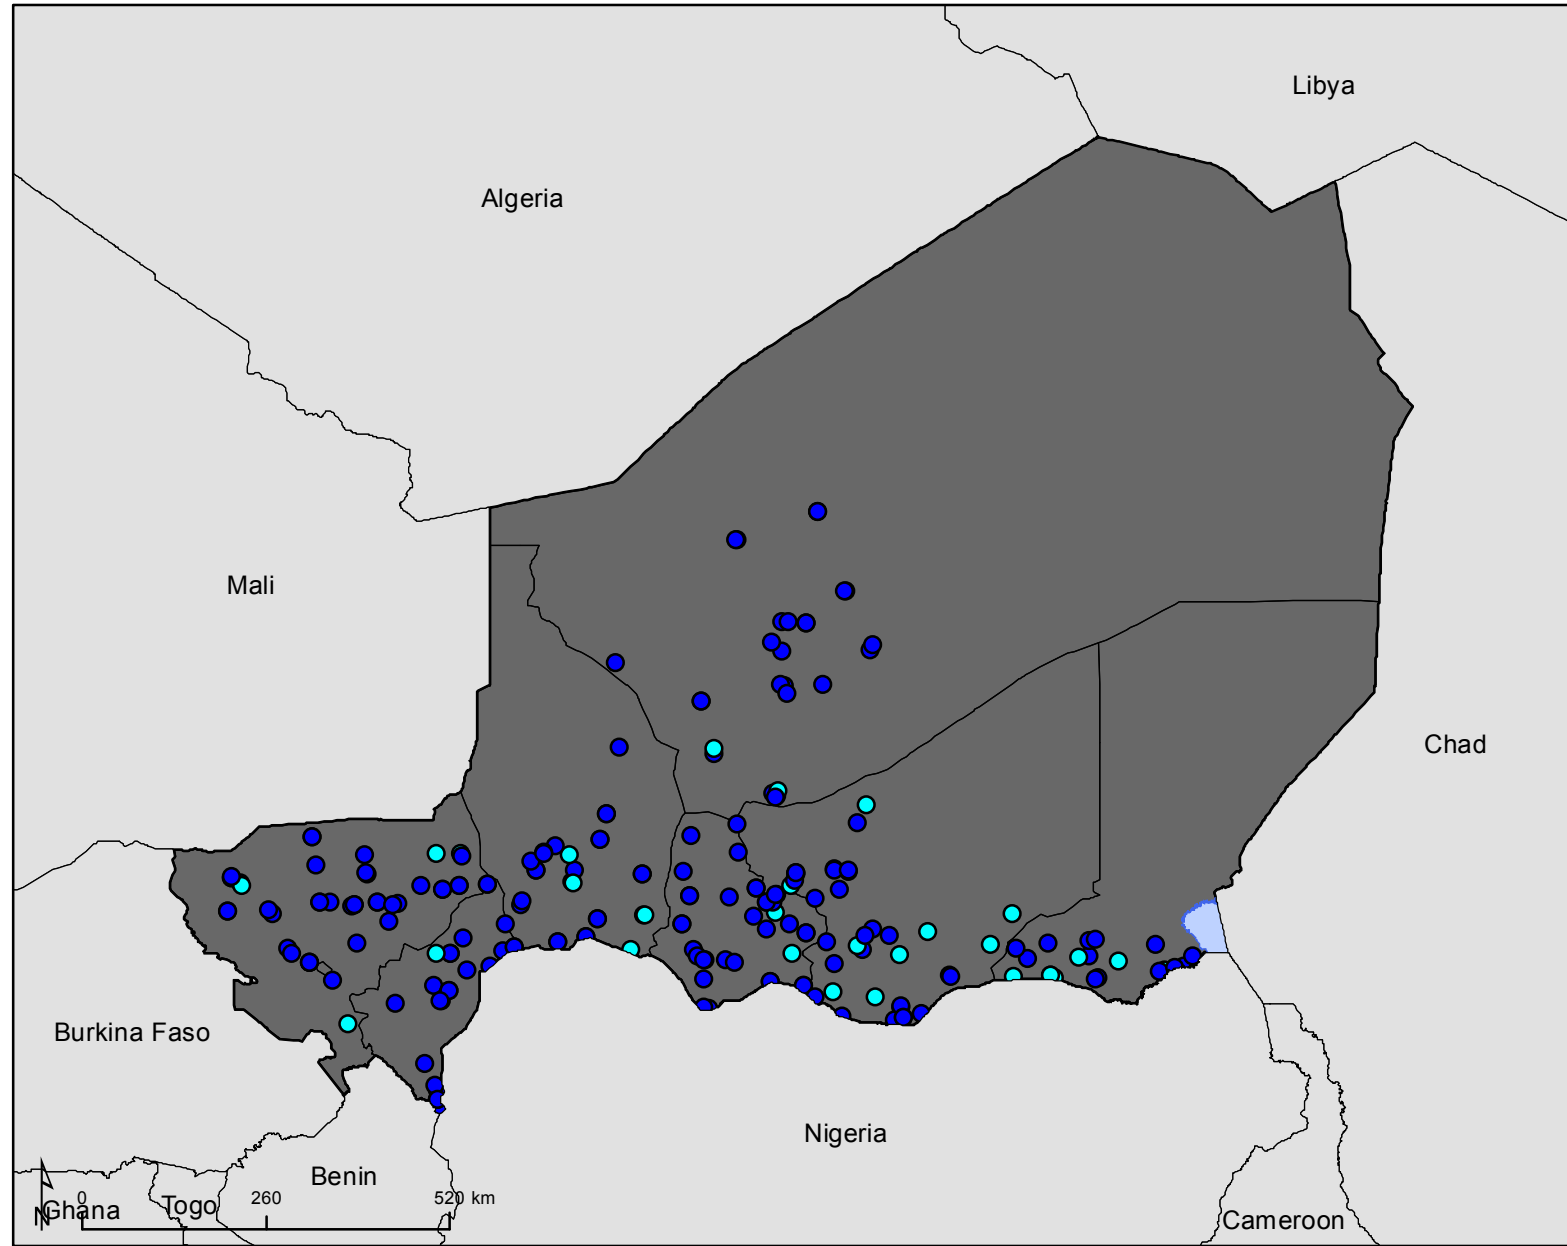 Libya
Algeria
Mali
Chad
Burkina Faso
Nigeria
Benin
Togo
Ghana
Cameroon
N
0 260 520 km